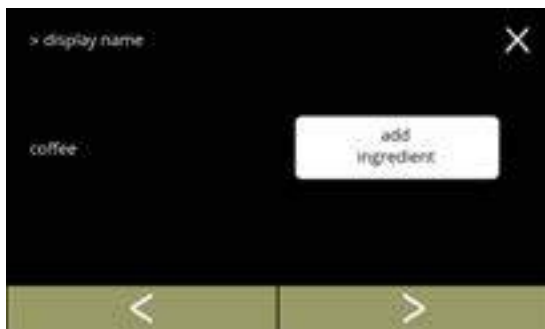 > display name
coffee
add
ingredient
< >